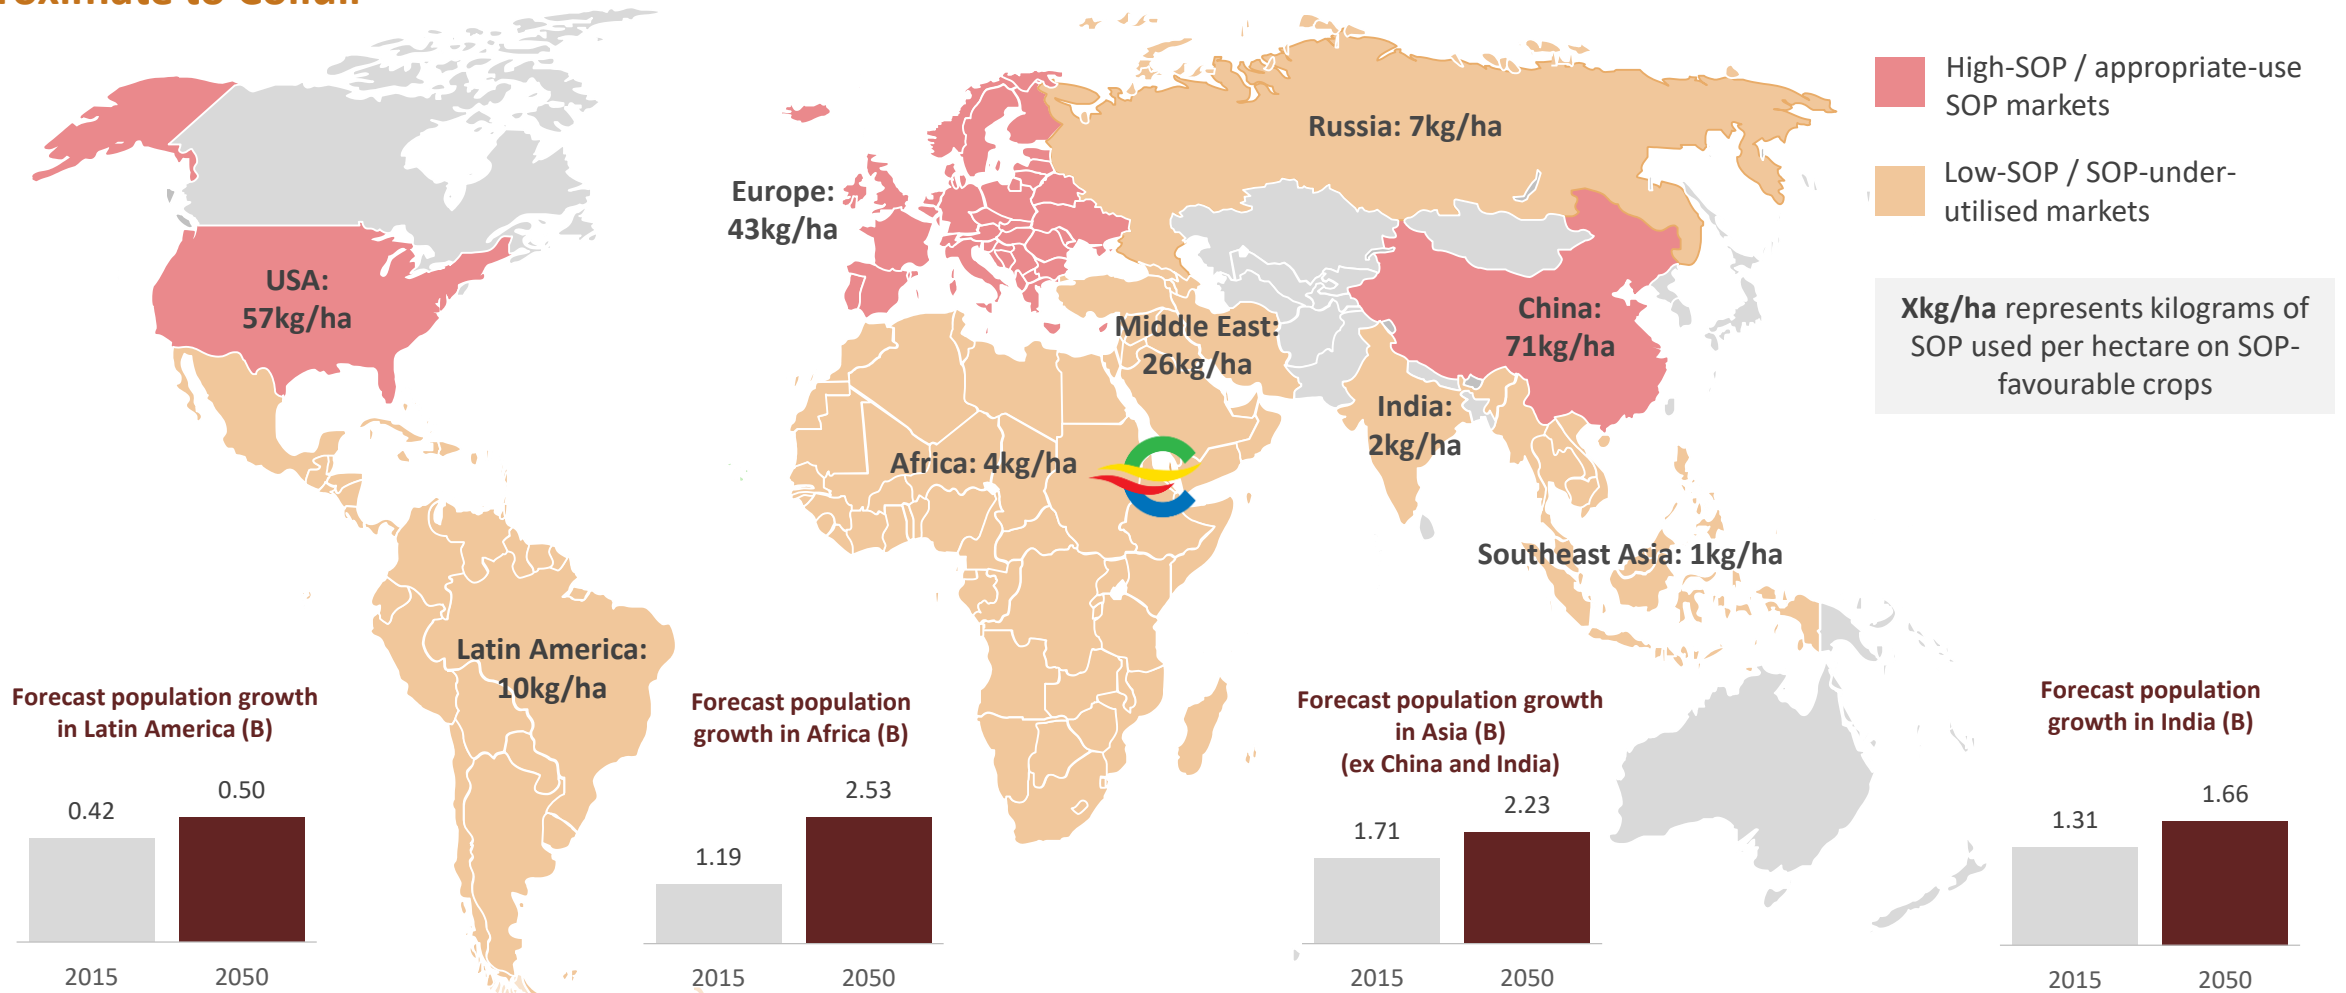 to Colluli
High-SOP / appropriate-use
SOP markets
Low-SOP / SOP-under-
utilised markets
Xkg/ha represents kilograms of
SOP used per hectare on SOP-
favourable crops
Russia: 7kg/ha
Europe:
43kg/ha
USA:
57kg/ha
China:
71kg/ha
Middle East:
26kg/ha
India:
2kg/ha
Africa: 4kg/ha
Southeast Asia: 1kg/ha
Latin America:
10kg/ha
Forecast population growth
in Latin America (B)
0.42
0.50
2015
2050
Forecast population
growth in Africa (B)
1.19
2.53
2015
2050
Forecast population growth
in Asia (B)
(ex China and India)
1.71
2.23
2015
2050
Forecast population
growth in India (B)
1.31
1.66
2015
2050